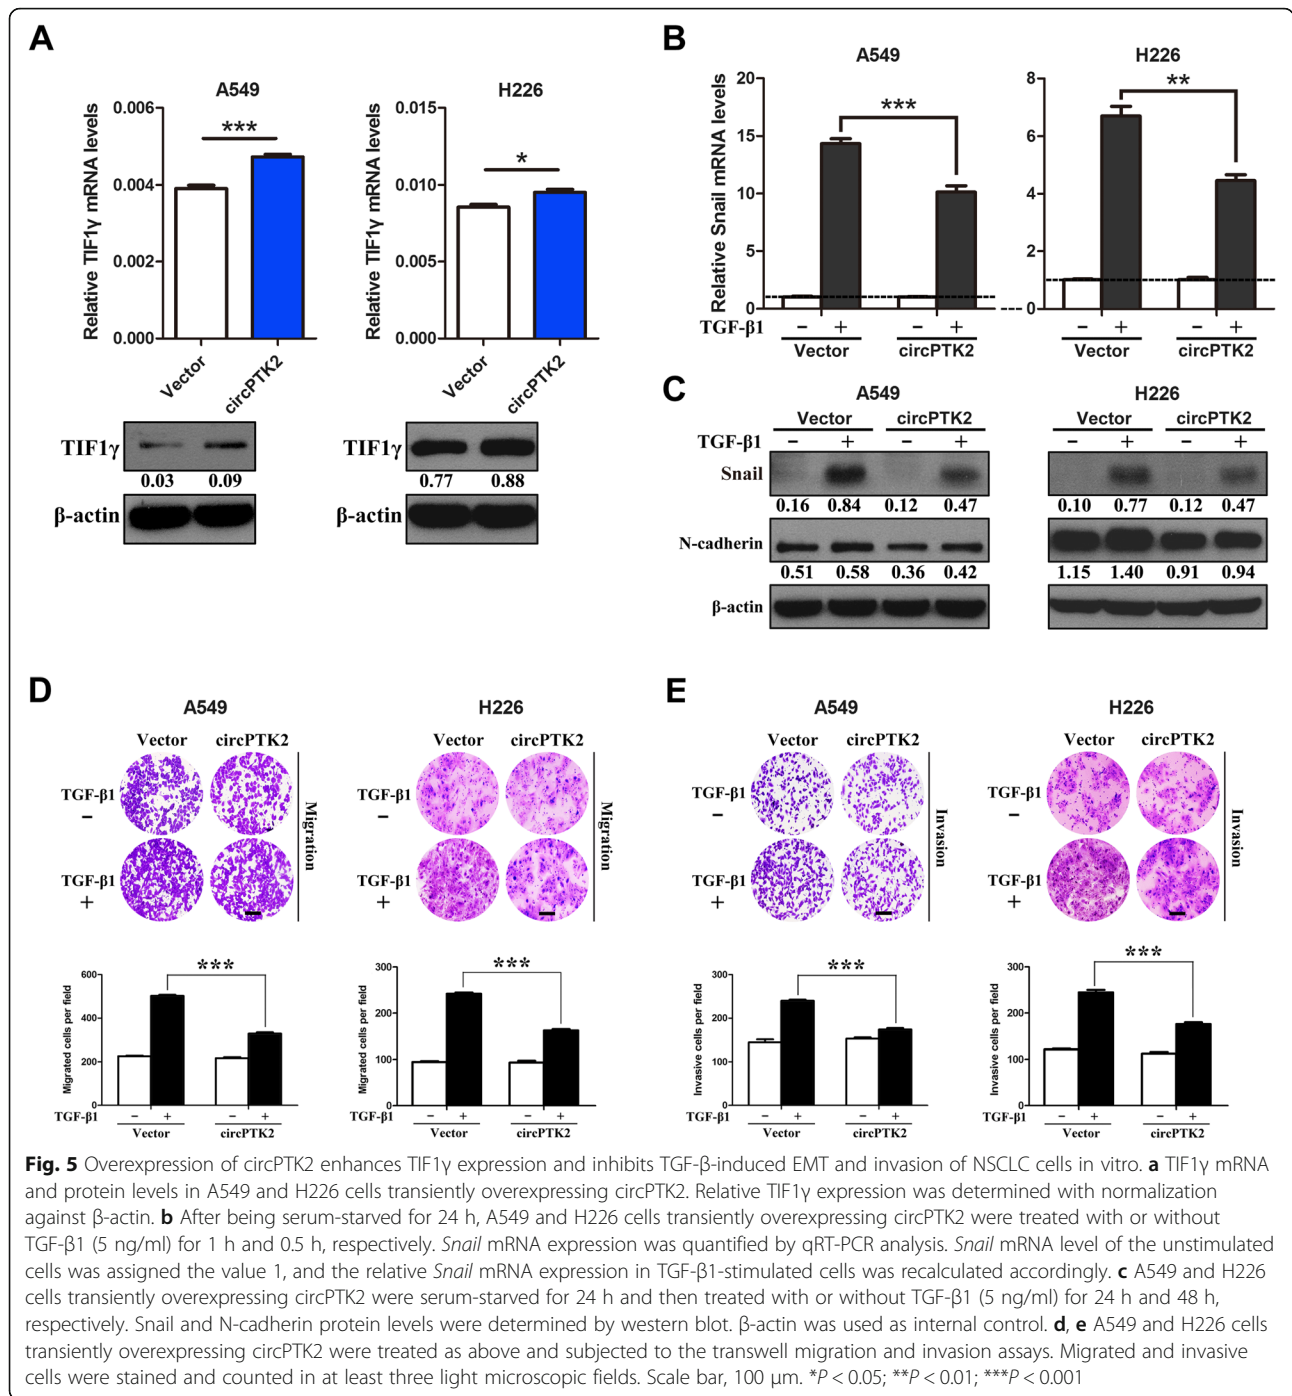 A
A549
H226
Relative TIF1γ mRNA levels
0.006
0.004
0.002
0.000
***
Vector
circPTK2
Relative TIF1γ mRNA levels
0.015
0.010
0.005
0.000
*
Vector
circPTK2
TIF1γ
0.03 0.09
β-actin
TIF1γ
0.77 0.88
β-actin
B
A549
H226
Relative Snail mRNA levels
20
15
10
5
0
***
TGF-β1 − + − +
Vector circPTK2
8
6
4
2
0
**
− + − +
Vector circPTK2
C
A549
H226
Vector circPTK2 Vector circPTK2
TGF-β1 − + − + − + − +
Snail
0.16 0.84 0.12 0.47 0.10 0.77 0.12 0.47
N-cadherin
0.51 0.58 0.36 0.42 1.15 1.40 0.91 0.94
β-actin
D
A549
H226
Vector circPTK2
TGF-β1
−
TGF-β1
+
Migration
Vector circPTK2
TGF-β1
−
TGF-β1
+
Migration
Migrated cells per field
600
400
200
0
***
TGF-β1 − + − +
Vector circPTK2
Migrated cells per field
300
200
100
0
***
TGF-β1 − + − +
Vector circPTK2
E
A549
H226
Vector circPTK2
TGF-β1
−
TGF-β1
+
Invasion
Vector circPTK2
TGF-β1
−
TGF-β1
+
Invasion
Invasive cells per field
300
200
100
0
***
TGF-β1 − + − +
Vector circPTK2
Invasive cells per field
300
200
100
0
***
TGF-β1 − + − +
Vector circPTK2
Fig. 5 Overexpression of circPTK2 enhances TIF1γ expression and inhibits TGF-β-induced EMT and invasion of NSCLC cells in vitro. a TIF1γ mRNA
and protein levels in A549 and H226 cells transiently overexpressing circPTK2. Relative TIF1γ expression was determined with normalization
against β-actin. b After being serum-starved for 24 h, A549 and H226 cells transiently overexpressing circPTK2 were treated with or without
TGF-β1 (5 ng/ml) for 1 h and 0.5 h, respectively. Snail mRNA expression was quantified by qRT-PCR analysis. Snail mRNA level of the unstimulated
cells was assigned the value 1, and the relative Snail mRNA expression in TGF-β1-stimulated cells was recalculated accordingly. c A549 and H226
cells transiently overexpressing circPTK2 were serum-starved for 24 h and then treated with or without TGF-β1 (5 ng/ml) for 24 h and 48 h,
respectively. Snail and N-cadherin protein levels were determined by western blot. β-actin was used as internal control. d, e A549 and H226 cells
transiently overexpressing circPTK2 were treated as above and subjected to the transwell migration and invasion assays. Migrated and invasive
cells were stained and counted in at least three light microscopic fields. Scale bar, 100 μm. *P < 0.05; **P < 0.01; ***P < 0.001